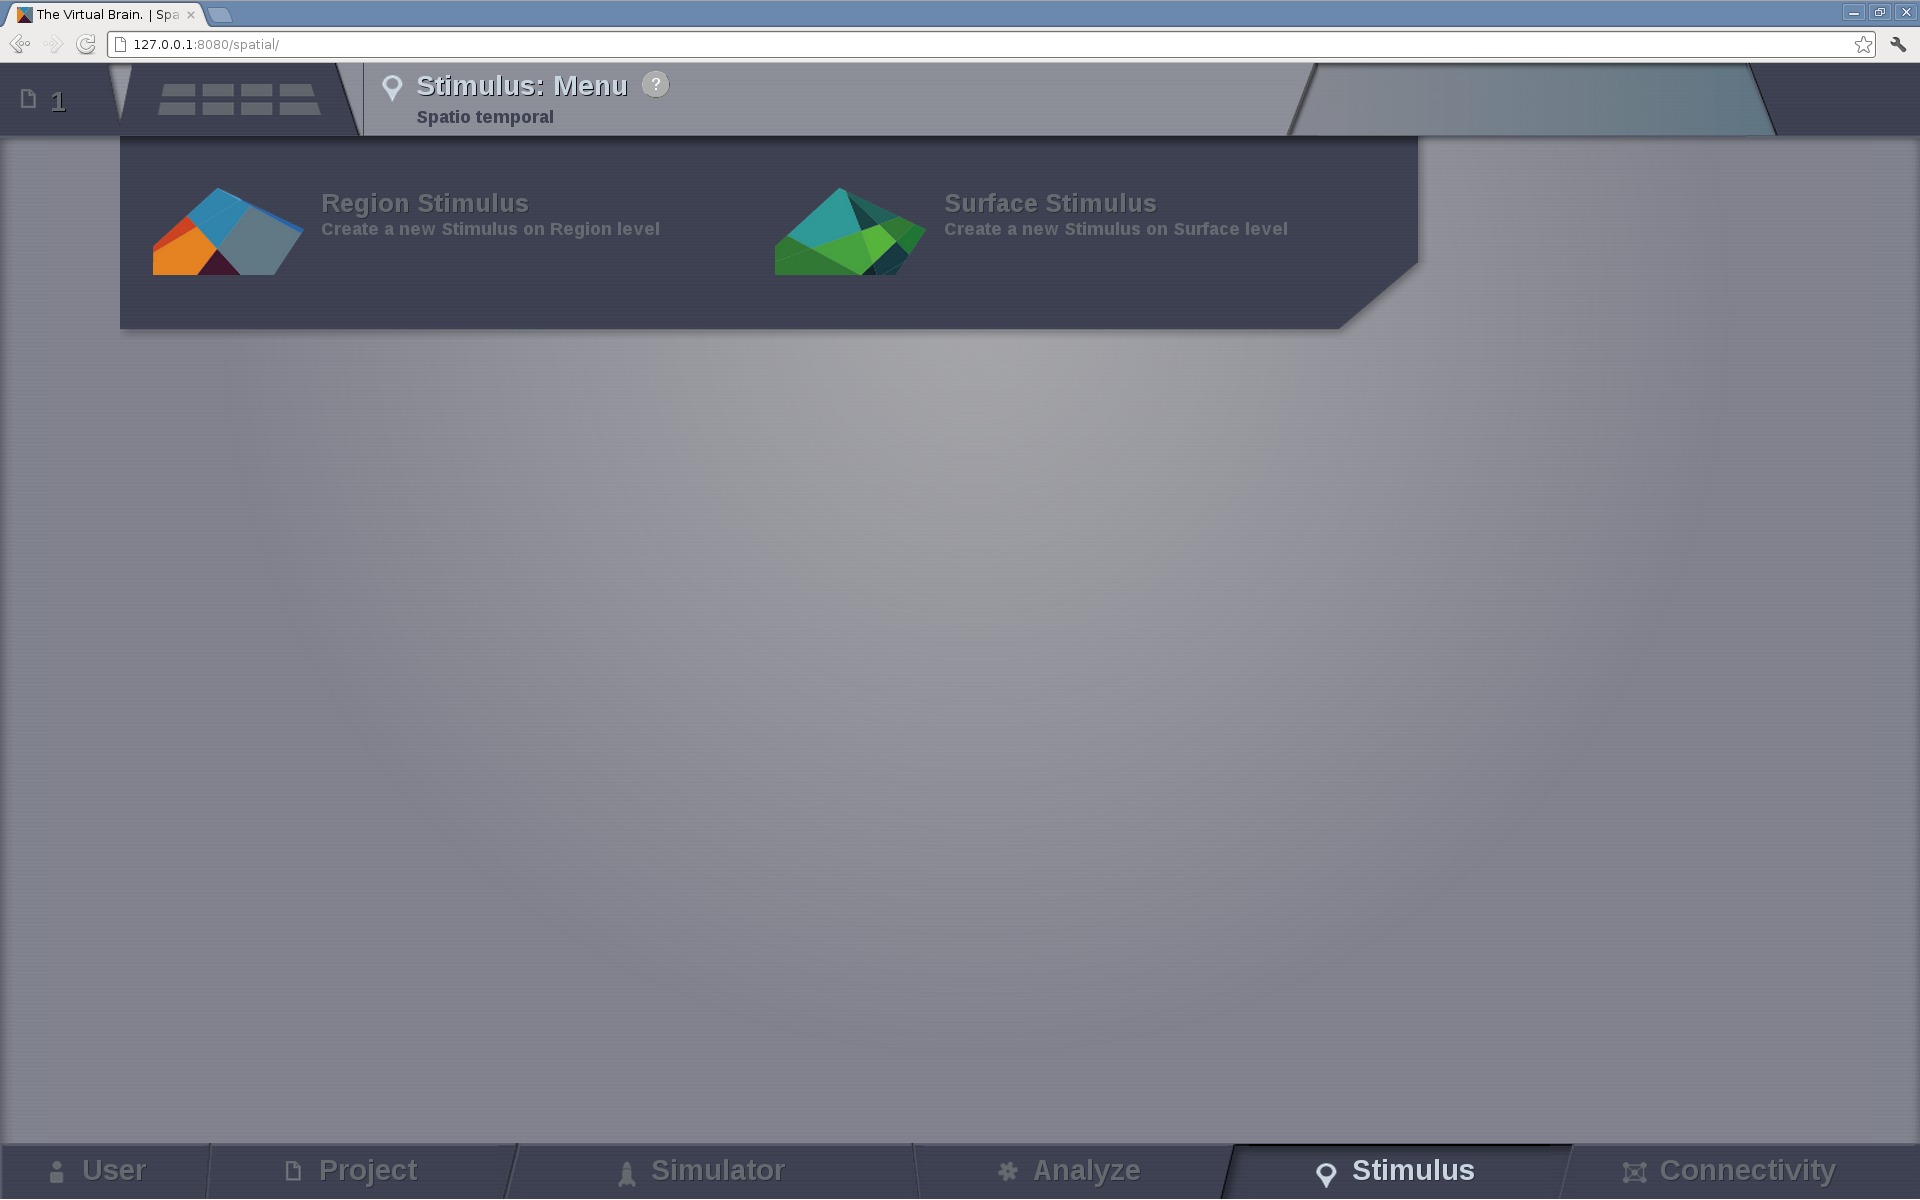 The Virtual Brain. | Spa
127.0.0.1:8080/spatial/
1
Stimulus: Menu ?
Spatio temporal
Region Stimulus
Create a new Stimulus on Region level
Surface Stimulus
Create a new Stimulus on Surface level
User
Project
Simulator
Analyze
Stimulus
Connectivity